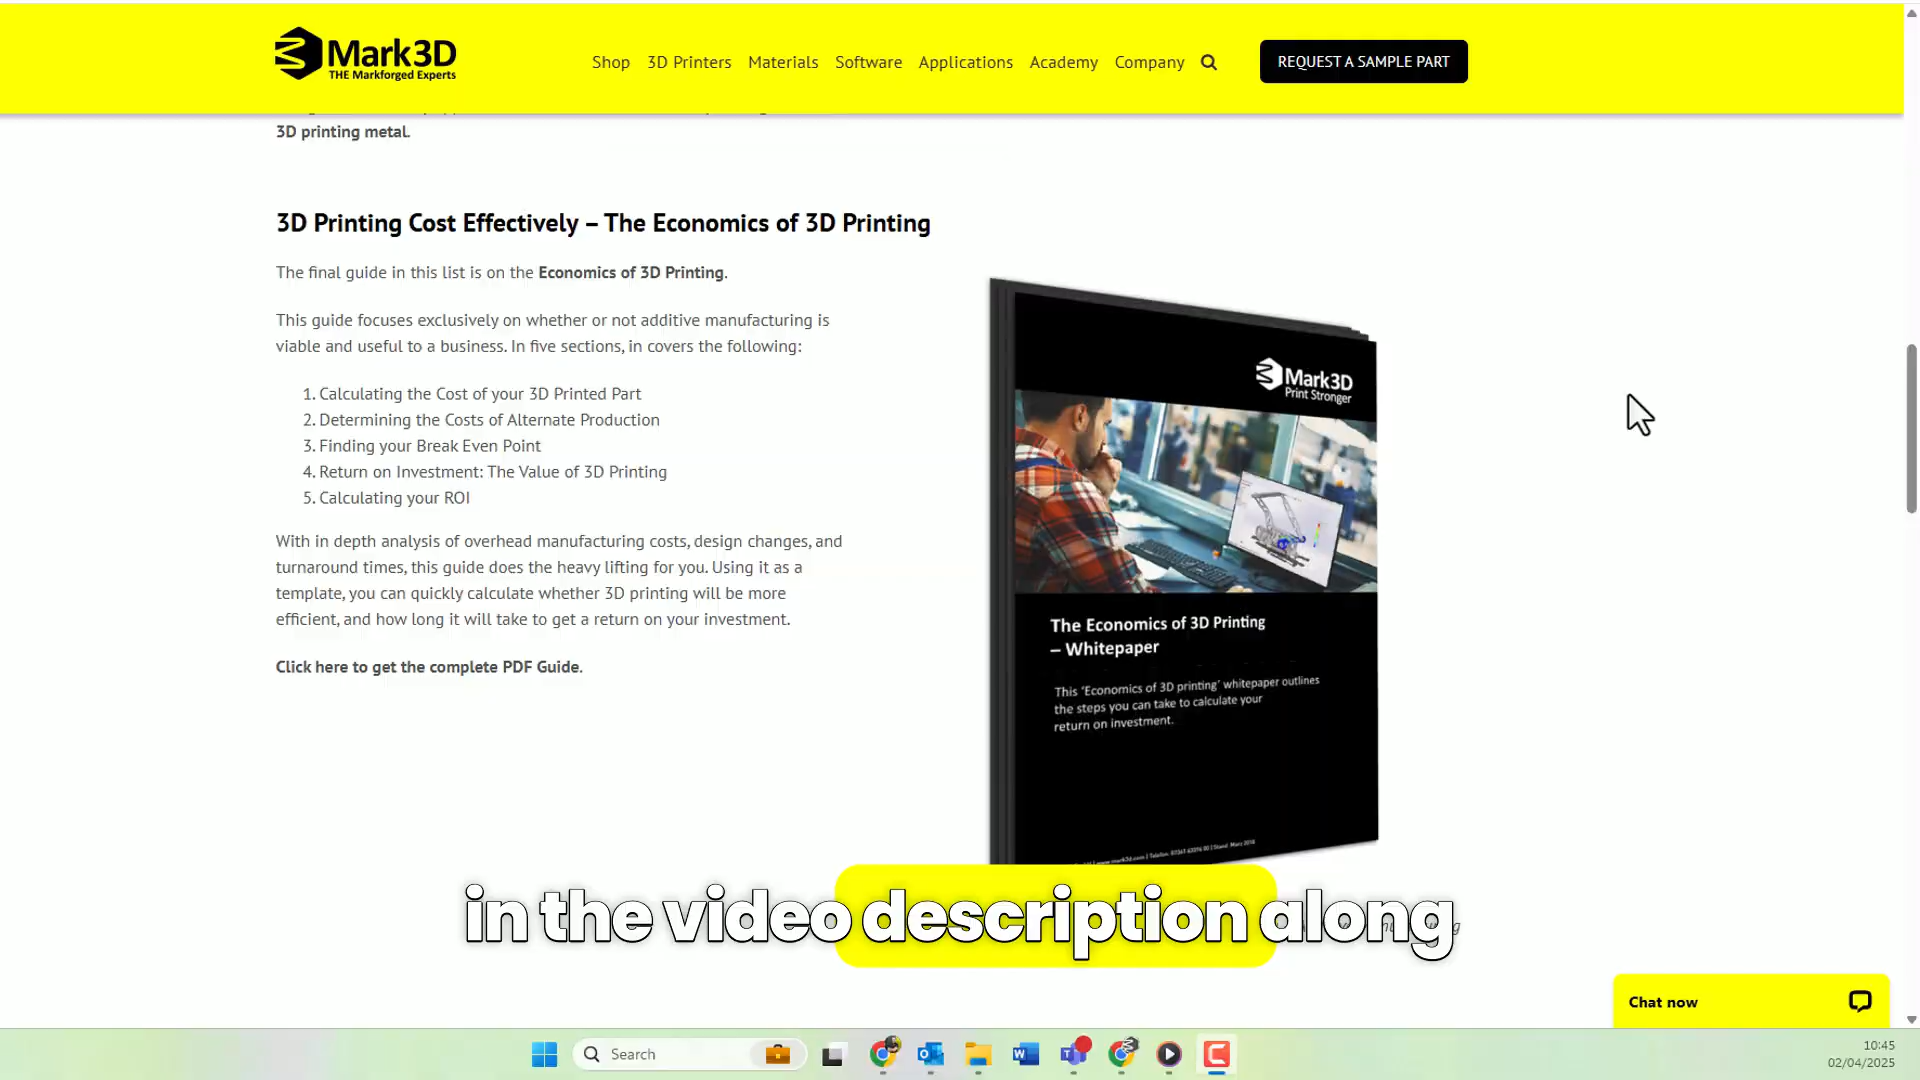 Mark3D
THE Markforged Experts
Shop 3D Printers Materials Software Applications Academy Company
REQUEST A SAMPLE PART
3D printing metal.
3D Printing Cost Effectively – The Economics of 3D Printing
The final guide in this list is on the Economics of 3D Printing.
This guide focuses exclusively on whether or not additive manufacturing is
viable and useful to a business. In five sections, in covers the following:
1. Calculating the Cost of your 3D Printed Part
2. Determining the Costs of Alternate Production
3. Finding your Break Even Point
4. Return on Investment: The Value of 3D Printing
5. Calculating your ROI
With in depth analysis of overhead manufacturing costs, design changes, and
turnaround times, this guide does the heavy lifting for you. Using it as a
template, you can quickly calculate whether 3D printing will be more
efficient, and how long it will take to get a return on your investment.
Click here to get the complete PDF Guide.
Mark3D
Print Stronger
The Economics of 3D Printing
– Whitepaper
This 'Economics of 3D printing' whitepaper outlines
the steps you can take to calculate your
return on investment.
in the video description along
Chat now
Search
10:45
02/04/2025